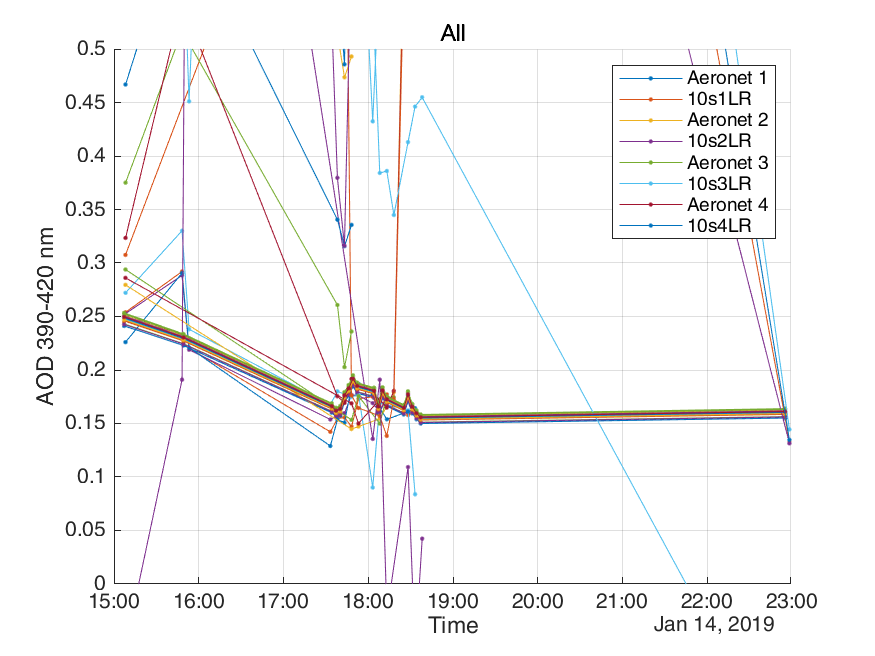 All
0.5
0.45
0.4
0.35
0.3
0.25
0.2
0.15
0.1
0.05
0
AOD 390-420 nm
Aeronet 1
10s1LR
Aeronet 2
10s2LR
Aeronet 3
10s3LR
Aeronet 4
10s4LR
15:00 16:00 17:00 18:00 19:00 20:00 21:00 22:00 23:00
Time
Jan 14, 2019